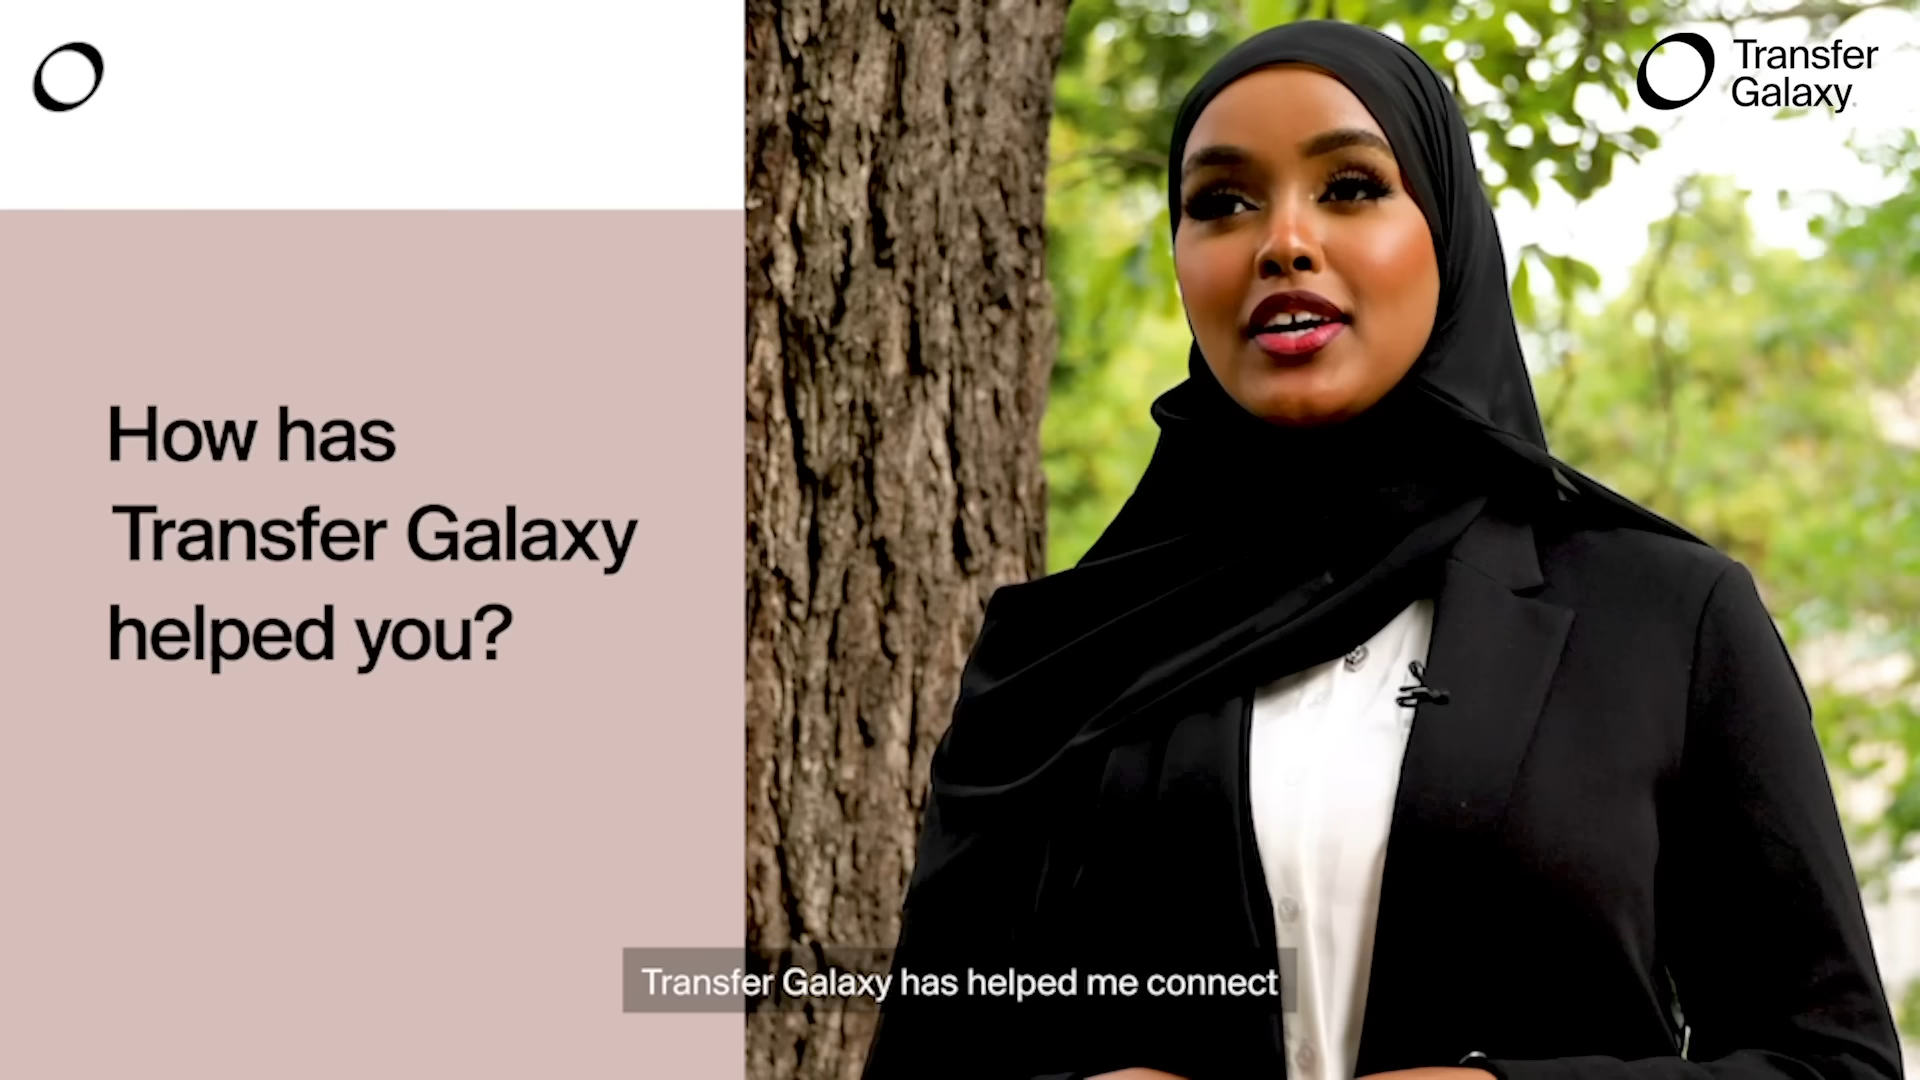 How has
Transfer Galaxy
helped you?
Transfer
Galaxy
Transfer Galaxy has helped me connect